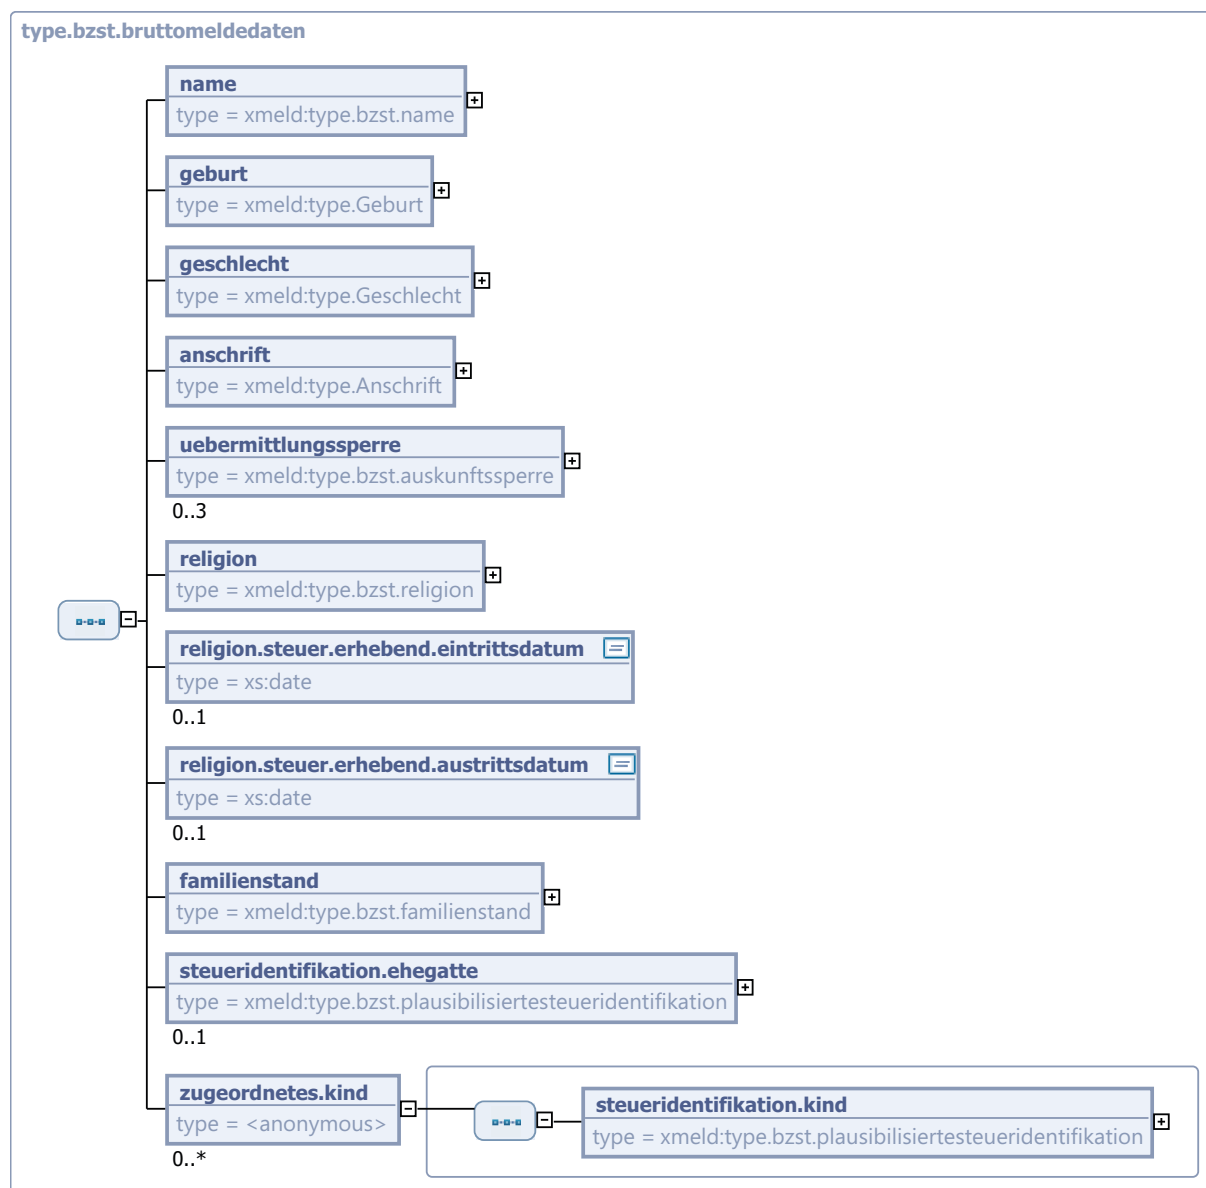 type.bzst.bruttomeldedaten
name
type = xmeld:type.bzst.name
geburt
type = xmeld:type.Geburt
geschlecht
type = xmeld:type.Geschlecht
anschrift
type = xmeld:type.Anschrift
uebermittlungssperre
type = xmeld:type.bzst.auskunftssperre
0..3
religion
type = xmeld:type.bzst.religion
religion.steuer.erhebend.eintrittsdatum
type = xs:date
0..1
religion.steuer.erhebend.austrittsdatum
type = xs:date
0..1
familienstand
type = xmeld:type.bzst.familienstand
steueridentifikation.ehegatte
type = xmeld:type.bzst.plausibilisiertesteueridentifikation
0..1
zugeordnetes.kind
type = <anonymous>
0..*
steueridentifikation.kind
type = xmeld:type.bzst.plausibilisiertesteueridentifikation